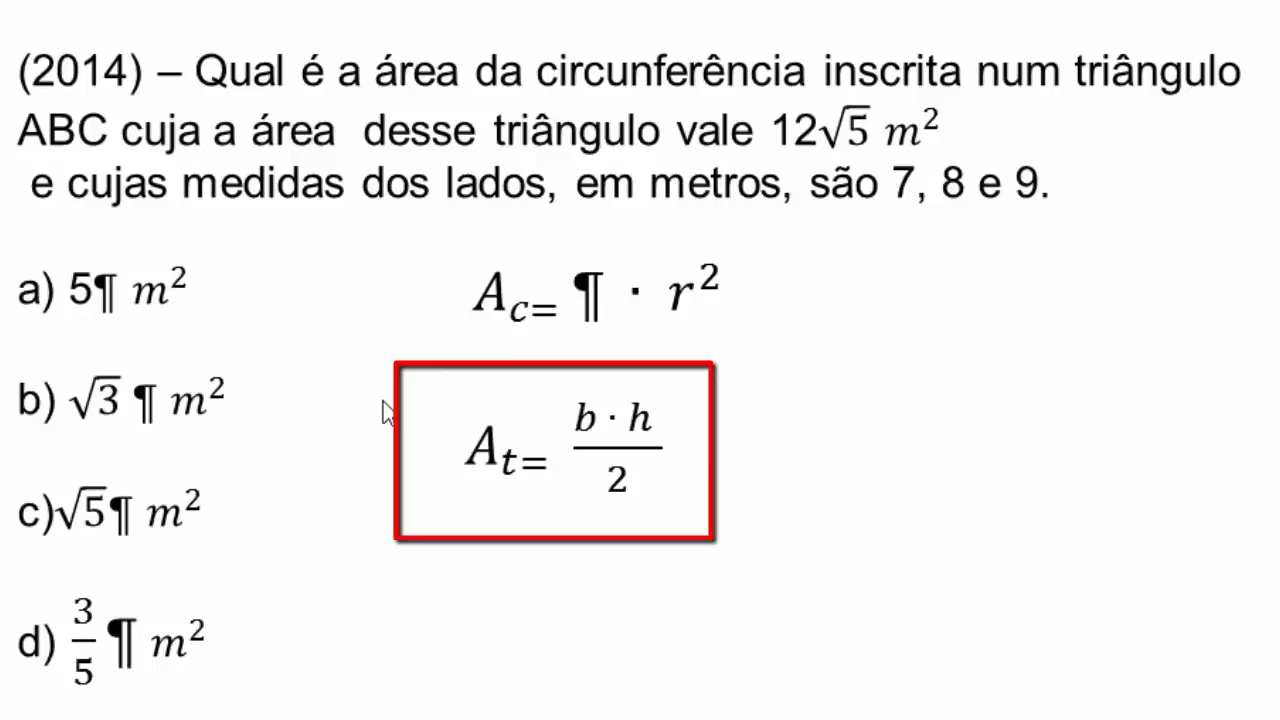 (2014) – Qual é a área da circunferência inscrita num triângulo
ABC cuja a área desse triângulo vale 12√5 m²
e cujas medidas dos lados, em metros, são 7, 8 e 9.
a) 5¶ m²
A_c= ¶ · r²
b) √3 ¶ m²
A_t= b · h / 2
c)√5¶ m²
d) 3/5 ¶ m²